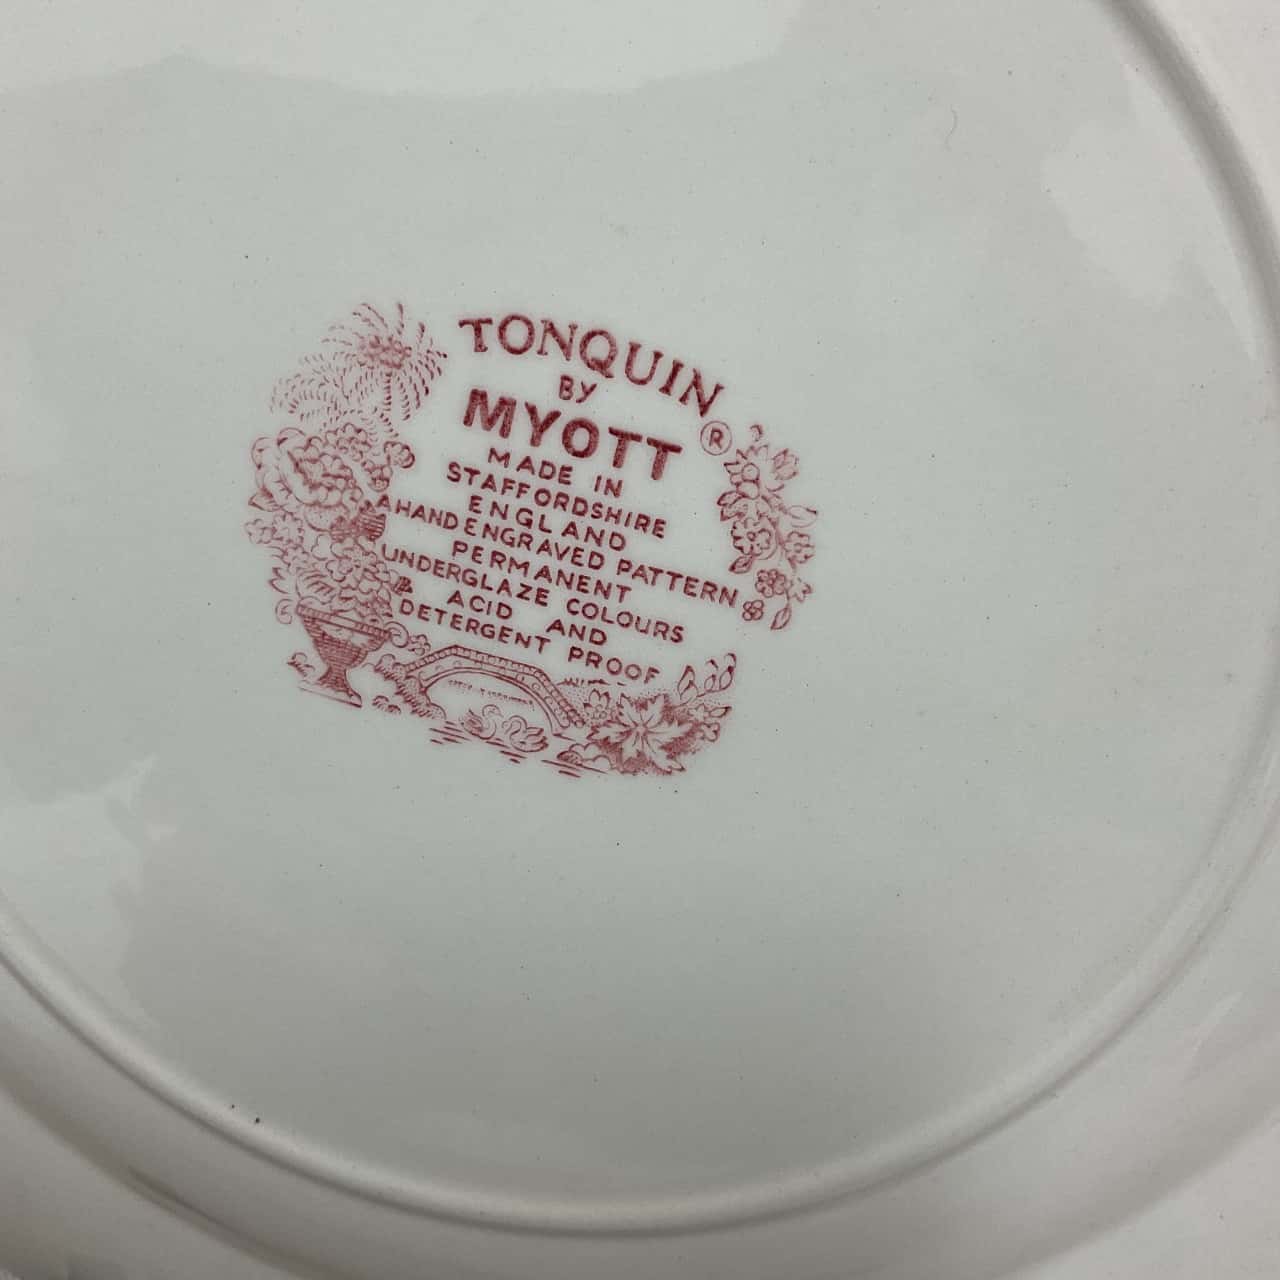 TONQUIN ®
BY
MYOTT
MADE IN
STAFFORDSHIRE
ENGLAND
A HAND ENGRAVED PATTERN
PERMANENT
UNDERGLAZE COLOURS
& ACID AND
DETERGENT PROOF